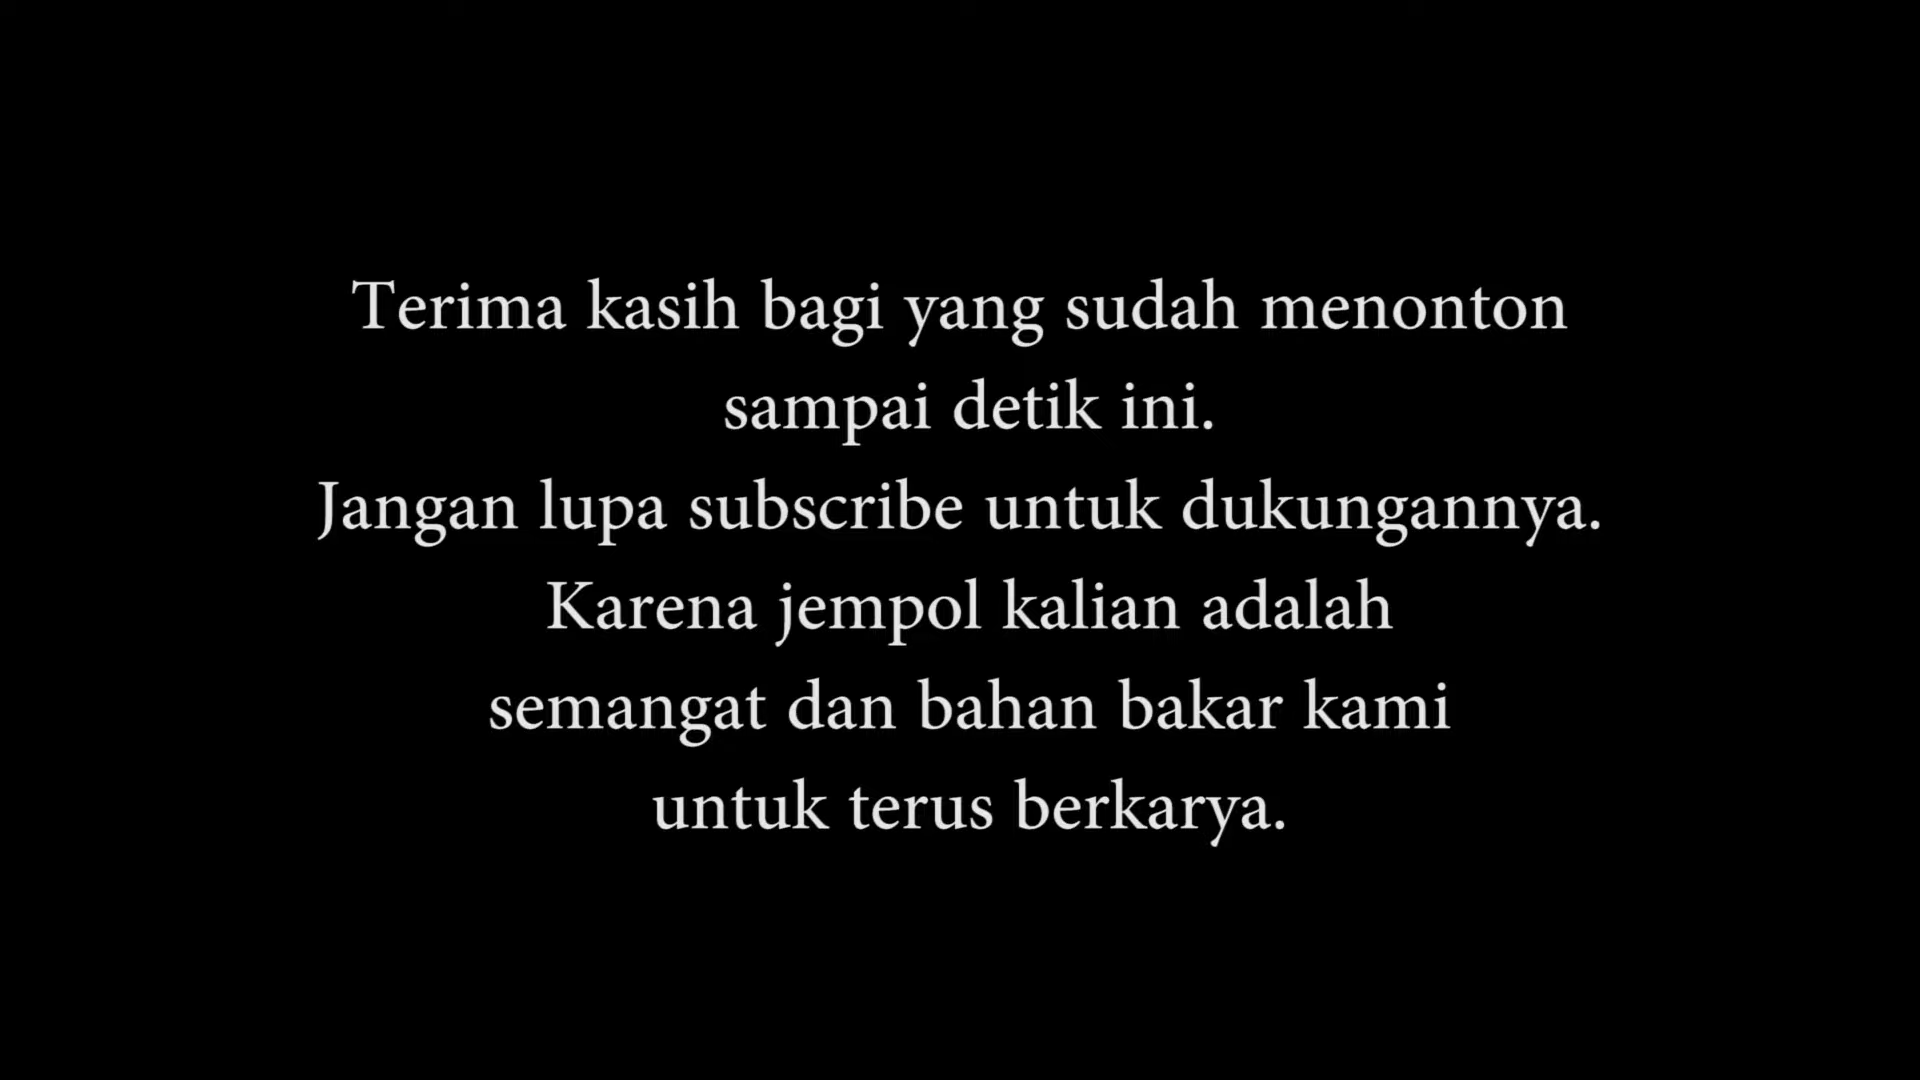 Terima kasih bagi yang sudah menonton
sampai detik ini.
Jangan lupa subscribe untuk dukungannya.
Karena jempol kalian adalah
semangat dan bahan bakar kami
untuk terus berkarya.